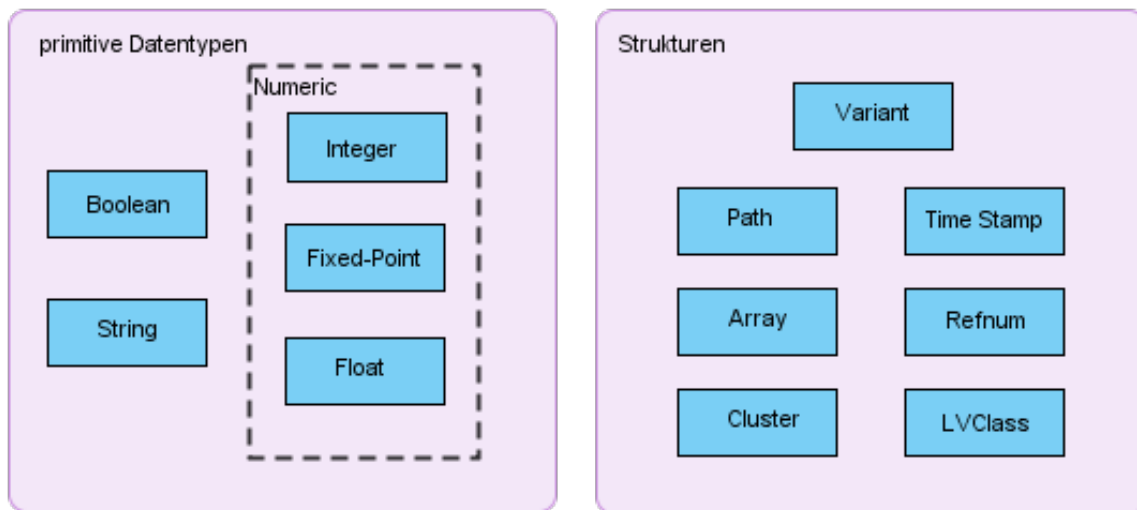 primitive Datentypen
Numeric
Integer
Boolean
Fixed-Point
String
Float
Strukturen
Variant
Path
Time Stamp
Array
Refnum
Cluster
LVClass